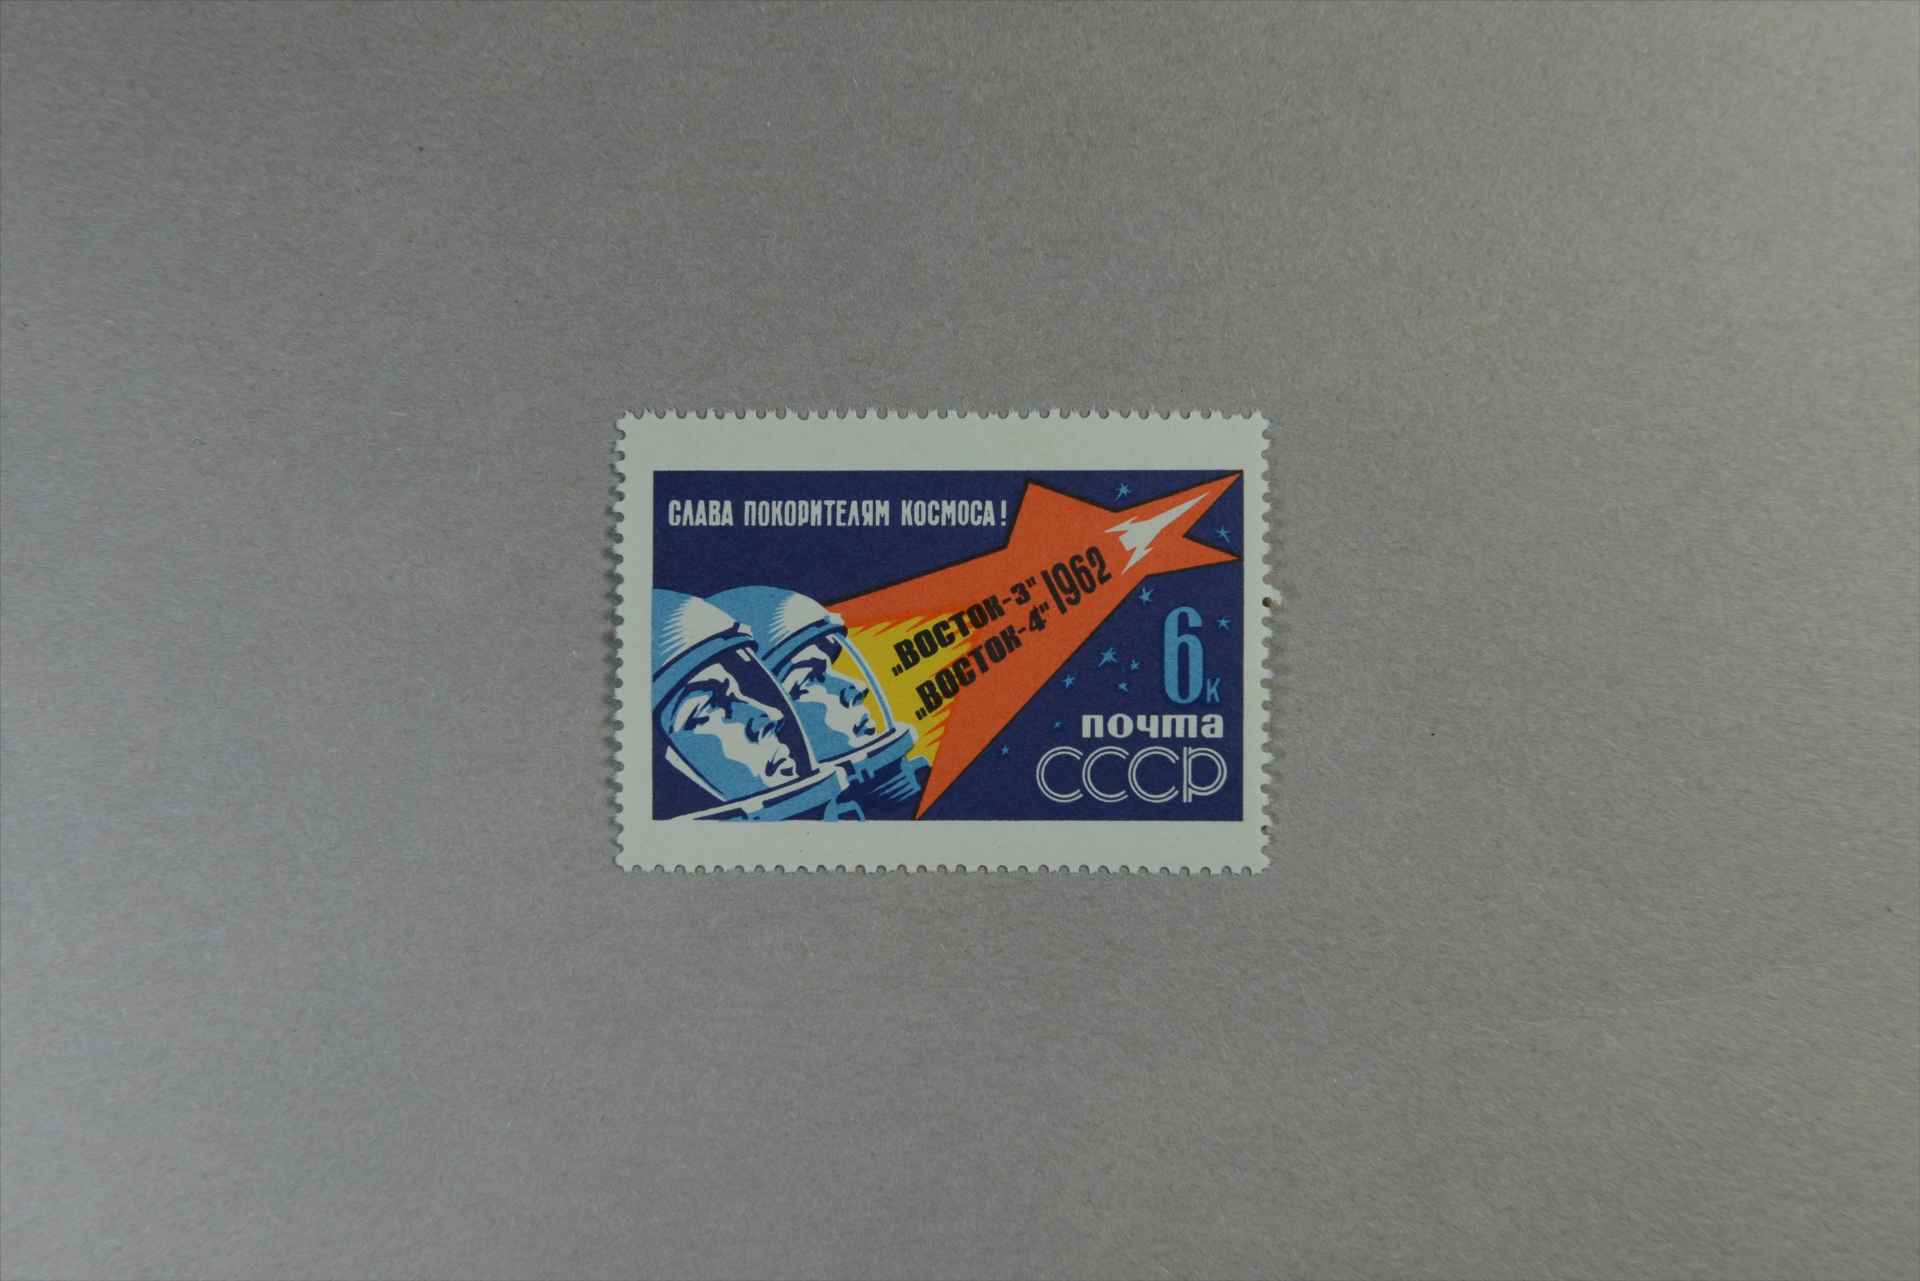 СЛАВА ПОКОРИТЕЛЯМ КОСМОСА!
„ВОСТОК-3" 1962
„ВОСТОК-4"
6к
почта
СССР